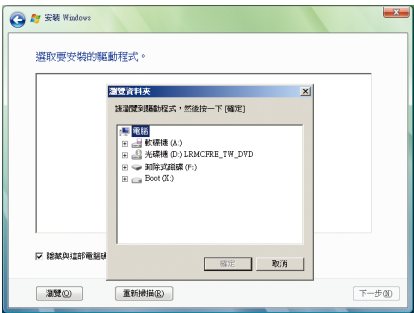 安裝 Windows
選取要安裝的驅動程式。
瀏覽資料夾
請瀏覽到驅動程式，然後按一下 [確定]
電腦
軟碟機 (A:)
光碟機 (D:) LRMCFRE_TW_DVD
卸除式磁碟 (F:)
Boot (X:)
隱藏與這部電腦硬
確定
取消
瀏覽(O)
重新掃描(R)
下一步(N)